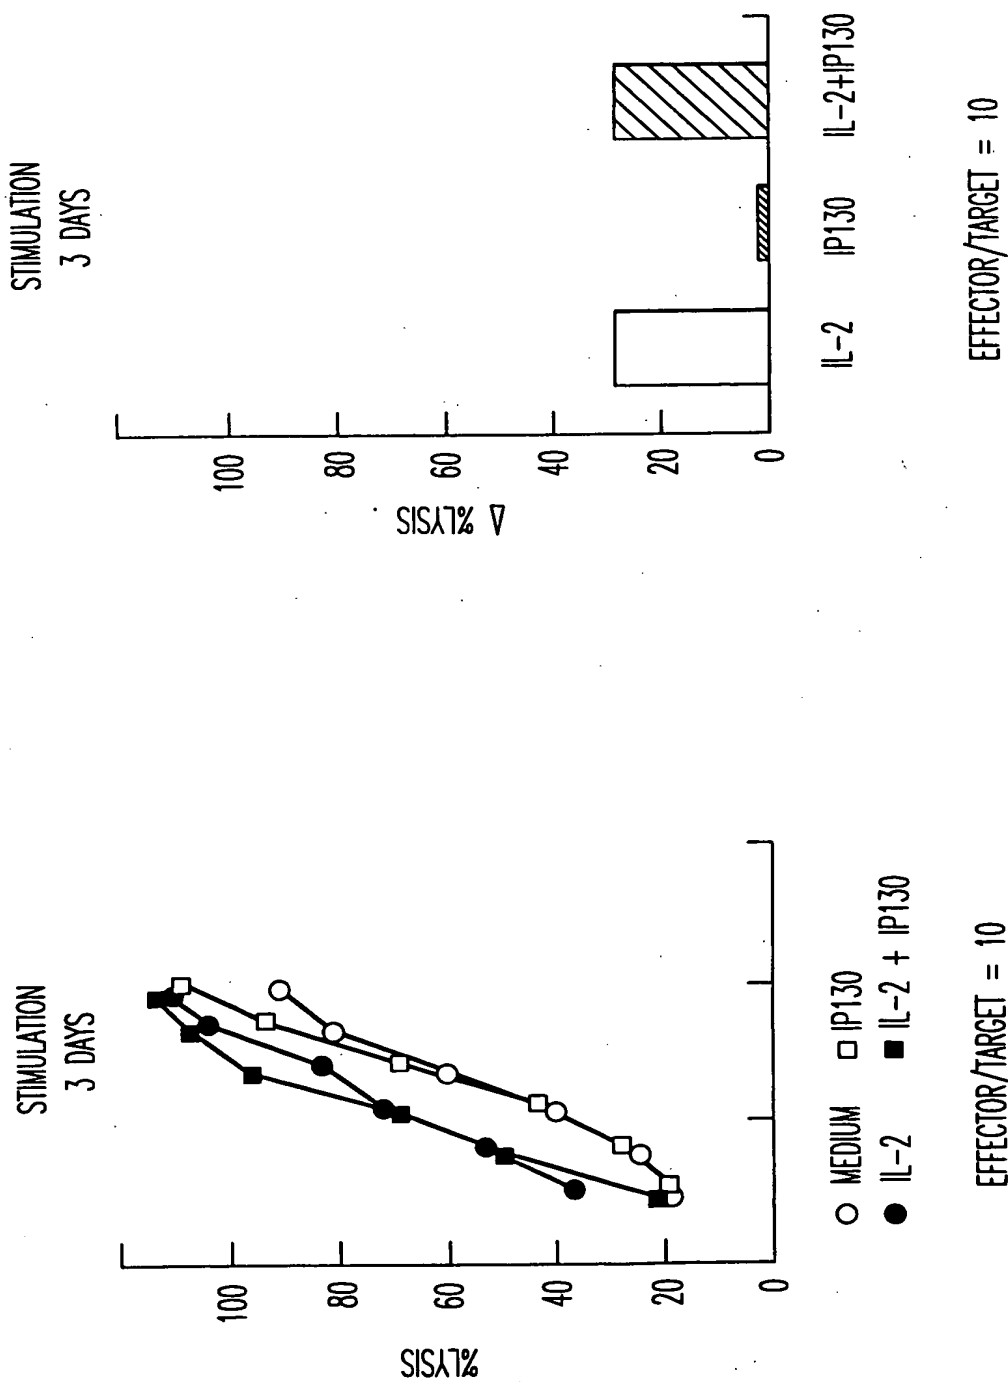 STIMULATION
3 DAYS
%LYSIS
100
80
60
40
20
0
○ MEDIUM □ IP130
● IL-2 ■ IL-2 + IP130
EFFECTOR/TARGET = 10
STIMULATION
3 DAYS
Δ %LYSIS
100
80
60
40
20
0
IL-2 IP130 IL-2+IP130
EFFECTOR/TARGET = 10